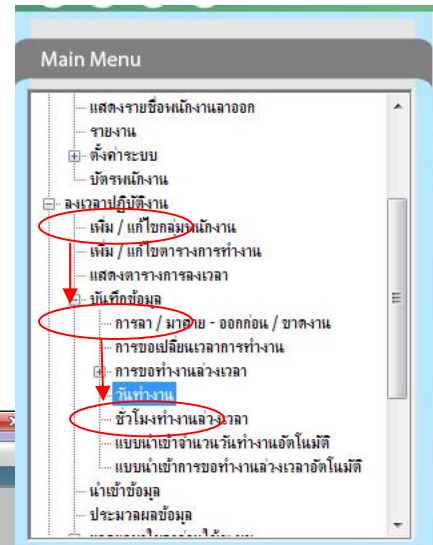 Main Menu
แสดงรายชื่อพนักงานลาออก
รายงาน
ตั้งค่าระบบ
บัตรพนักงาน
ลงเวลาปฏิบัติงาน
เพิ่ม / แก้ไขกลุ่มพนักงาน
เพิ่ม / แก้ไขตารางการทำงาน
แสดงตารางการลงเวลา
บันทึกข้อมูล
การลา / มาสาย - ออกก่อน / ขาดงาน
การขอเปลี่ยนเวลาการทำงาน
การขอทำงานล่วงเวลา
วันทำงาน
ชั่วโมงทำงานล่วงเวลา
แบบนำเข้าจำนวนวันทำงานอัตโนมัติ
แบบนำเข้าการขอทำงานล่วงเวลาอัตโนมัติ
นำเข้าข้อมูล
ประมวลผลข้อมูล